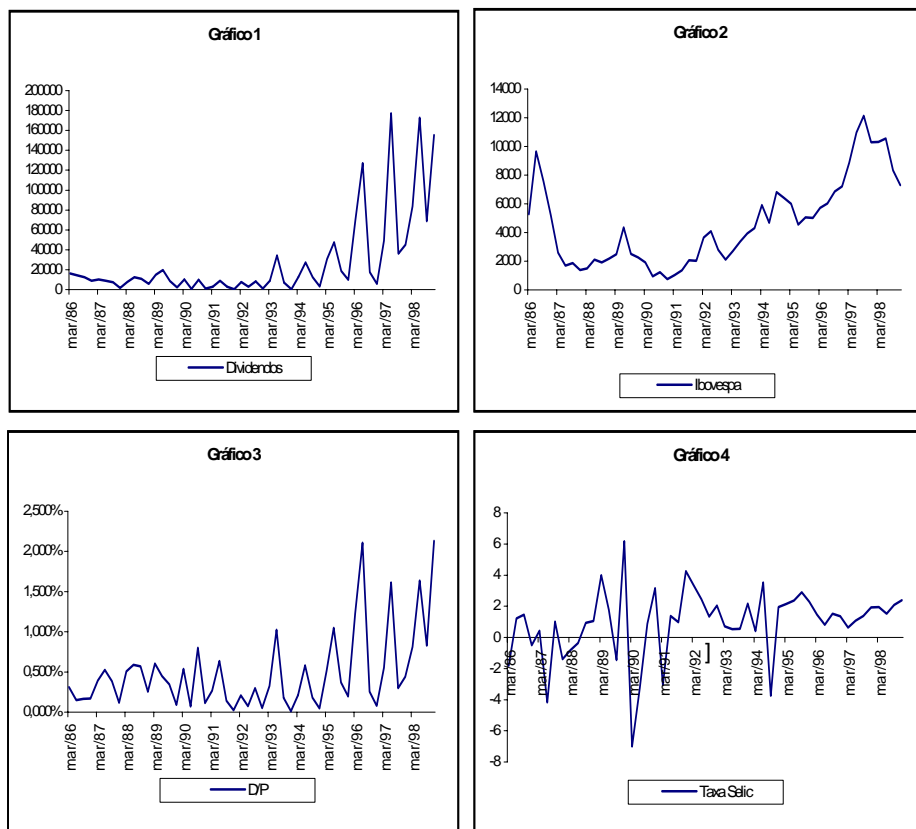 Gráfico 1
200000
180000
160000
140000
120000
100000
80000
60000
40000
20000
0
mar/86
mar/87
mar/88
mar/89
mar/90
mar/91
mar/92
mar/93
mar/94
mar/95
mar/96
mar/97
mar/98
Dividendos
Gráfico 2
14000
12000
10000
8000
6000
4000
2000
0
mar/86
mar/87
mar/88
mar/89
mar/90
mar/91
mar/92
mar/93
mar/94
mar/95
mar/96
mar/97
mar/98
Ibovespa
Gráfico 3
2,500%
2,000%
1,500%
1,000%
0,500%
0,000%
mar/86
mar/87
mar/88
mar/89
mar/90
mar/91
mar/92
mar/93
mar/94
mar/95
mar/96
mar/97
mar/98
D/P
Gráfico 4
8
6
4
2
0
-2
-4
-6
-8
mar/86
mar/87
mar/88
mar/89
mar/90
mar/91
mar/92
]
mar/93
mar/94
mar/95
mar/96
mar/97
mar/98
Taxa Selic